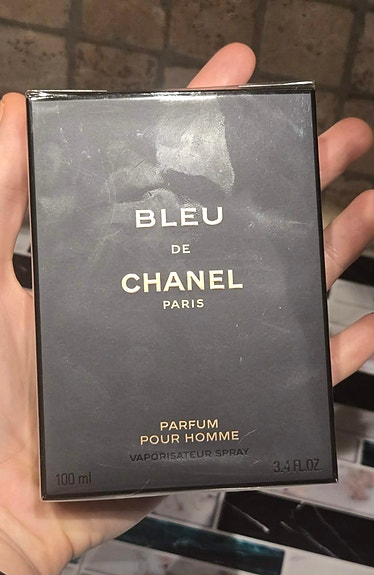 BLEU
DE
CHANEL
PARIS
PARFUM
POUR HOMME
VAPORISATEUR SPRAY
100 ml
3.4 FL.OZ.